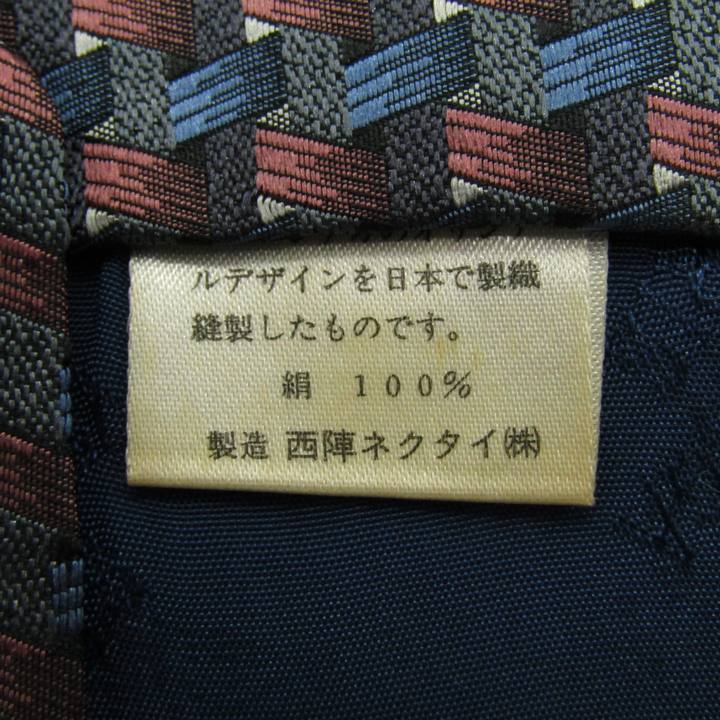 ルデザインを日本で製織
縫製したものです。
絹 100%
製造 西陣ネクタイ㈱